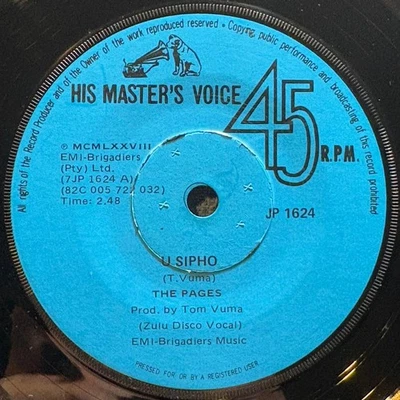 All rights of the Record Producer and of the Owner of the work reproduced reserved • Copying, public performance and broadcasting of this record prohibited
HIS MASTER'S VOICE
45
R.P.M.
℗ MCMLXXVIII
EMI-Brigadiers
(Pty) Ltd.
(7JP 1624 A)
(82C 005 722 032)
Time: 2.48
JP 1624
U SIPHO
(T.Vuma)
THE PAGES
Prod. by Tom Vuma
(Zulu Disco Vocal)
EMI-Brigadiers Music
PRESSED FOR OR BY A REGISTERED USER